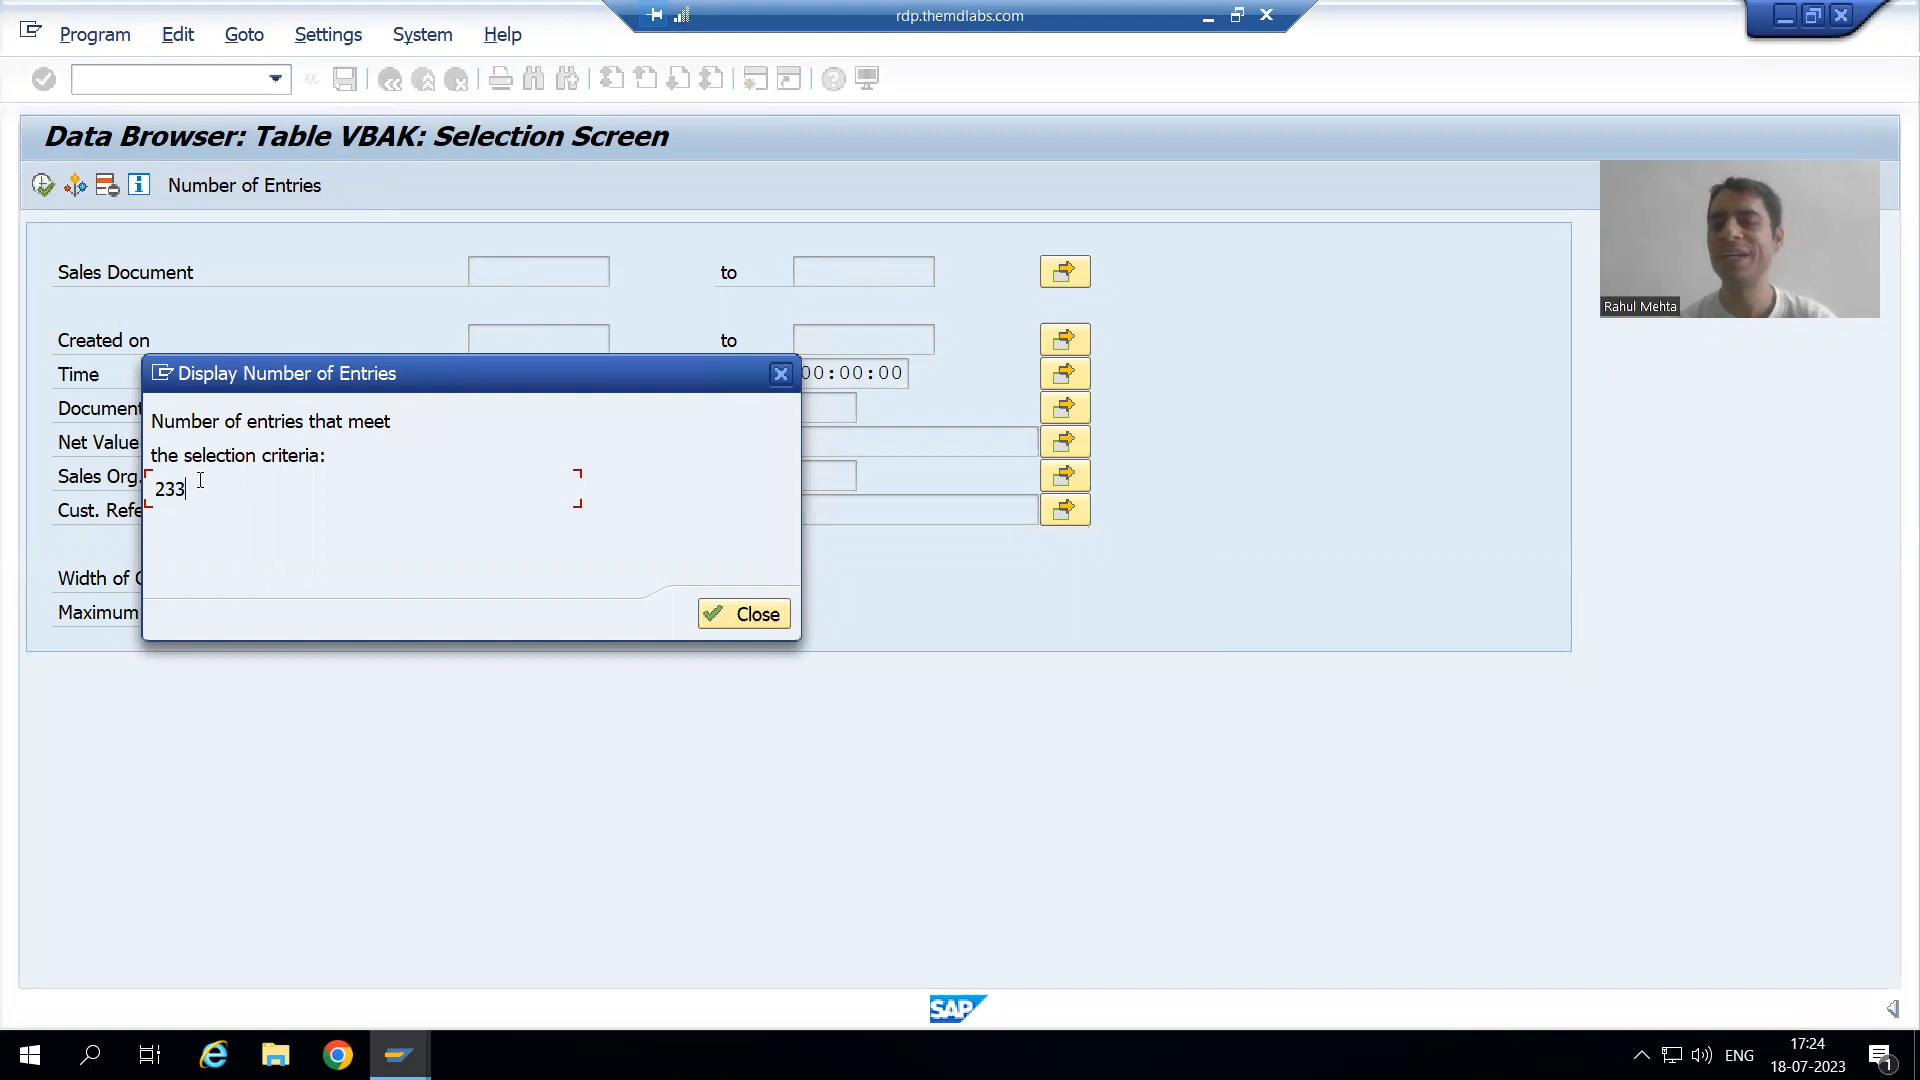 rdp.themdlabs.com
Program Edit Goto Settings System Help
Data Browser: Table VBAK: Selection Screen
Number of Entries
Rahul Mehta
Sales Document to
Created on to
Display Number of Entries
Time 00:00:00
Document
Number of entries that meet
Net Value
the selection criteria:
Sales Org.
233
Cust. Refe
Width of
Maximum
Close
SAP
ENG
17:24
18-07-2023
1